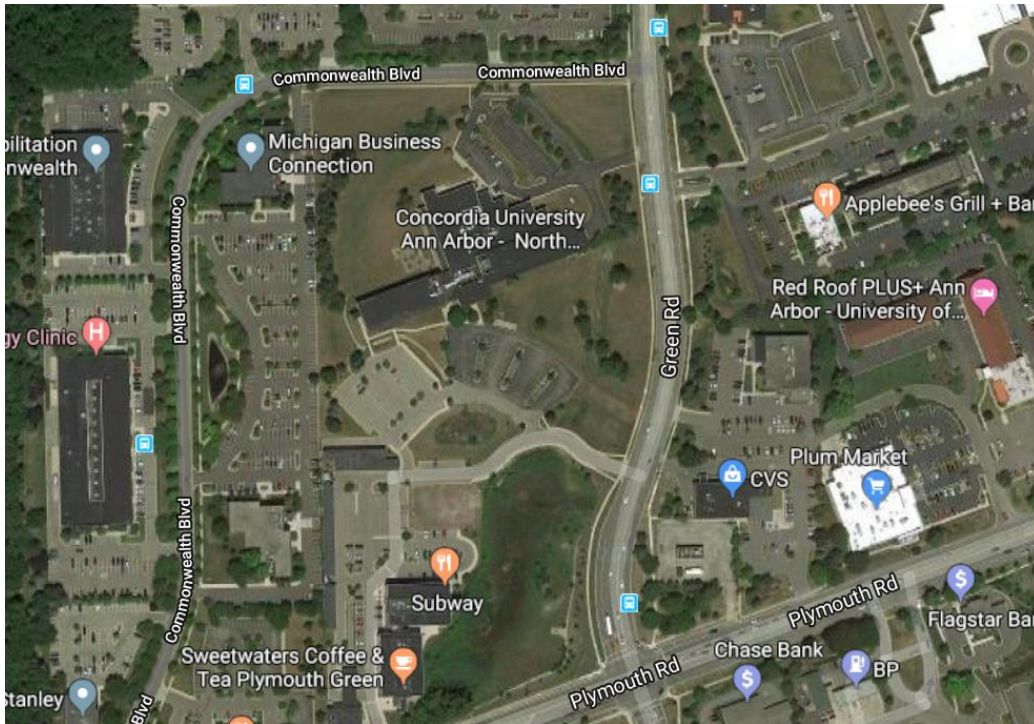 Commonwealth Blvd
Commonwealth Blvd
Michigan Business
Connection
bilitation
nwealth
Commonwealth Blvd
Concordia University
Ann Arbor - North...
Applebee's Grill + Bar
Red Roof PLUS+ Ann
Arbor - University of...
gy Clinic
H
Green Rd
Plum Market
CVS
Commonwealth Blvd
Subway
Plymouth Rd
Flagstar Ban
Sweetwaters Coffee &
Tea Plymouth Green
Chase Bank
BP
Plymouth Rd
$
$
Stanley
Blvd